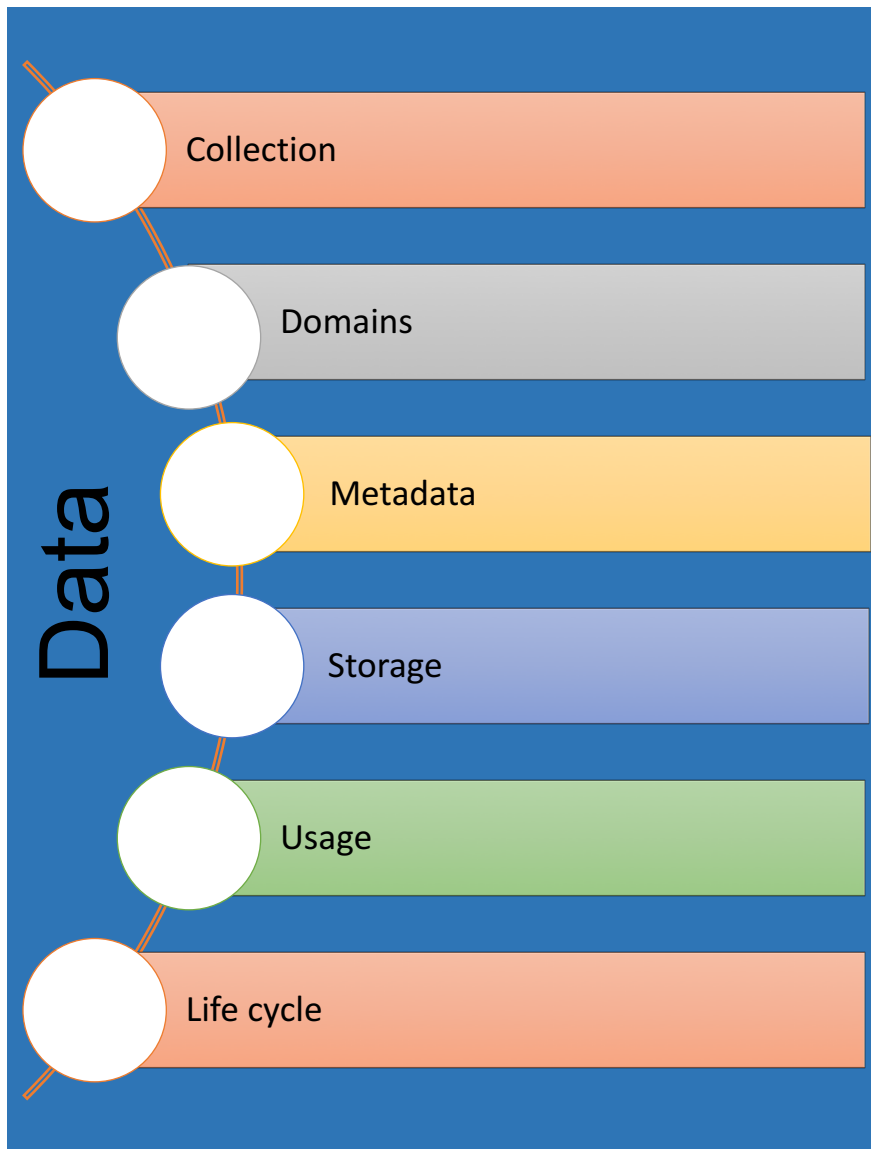 Data
Collection
Domains
Metadata
Storage
Usage
Life cycle